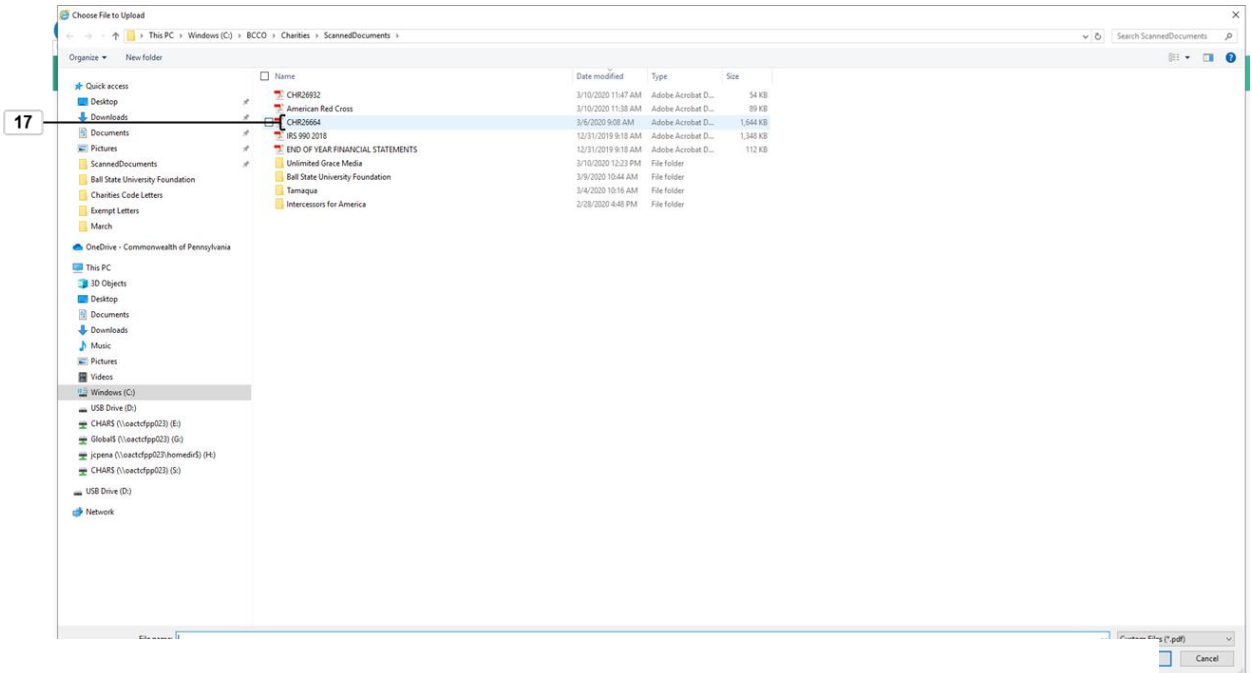 Choose File to Upload
This PC > Windows (C:) > BCCO > Charities > ScannedDocuments >
Search ScannedDocuments
Organize New folder
Name Date modified Type Size
Quick access
Desktop
Downloads
Documents
Pictures
ScannedDocuments
Ball State University Foundation
Charities Code Letters
Exempt Letters
March
OneDrive - Commonwealth of Pennsylvania
This PC
3D Objects
Desktop
Documents
Downloads
Music
Pictures
Videos
Windows (C:)
USB Drive (D:)
CHAR$ (\\oactcfpp023) (E:)
Global$ (\\oactcfpp023) (G:)
jcpena (\\oactcfpp023\homedir$) (H:)
CHAR$ (\\oactcfpp023) (S:)
USB Drive (D:)
Network
17
CHR26932 3/10/2020 11:47 AM Adobe Acrobat D... 54 KB
American Red Cross 3/10/2020 11:38 AM Adobe Acrobat D... 89 KB
CHR26664 3/6/2020 9:08 AM Adobe Acrobat D... 1,644 KB
IRS 990 2018 12/31/2019 9:18 AM Adobe Acrobat D... 1,348 KB
END OF YEAR FINANCIAL STATEMENTS 12/31/2019 9:18 AM Adobe Acrobat D... 112 KB
Unlimited Grace Media 3/10/2020 12:23 PM File folder
Ball State University Foundation 3/9/2020 10:44 AM File folder
Tamaqua 3/4/2020 10:16 AM File folder
Intercessors for America 2/28/2020 4:48 PM File folder
File name:
Custom Files (*.pdf)
Cancel